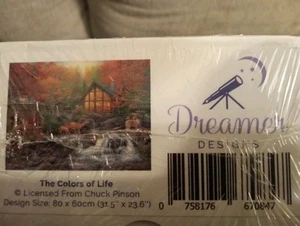 Dreamer
DESIGNS
The Colors of Life
© Licensed From Chuck Pinson
Design Size: 80 x 60cm (31.5" x 23.6")
0 758176 670847